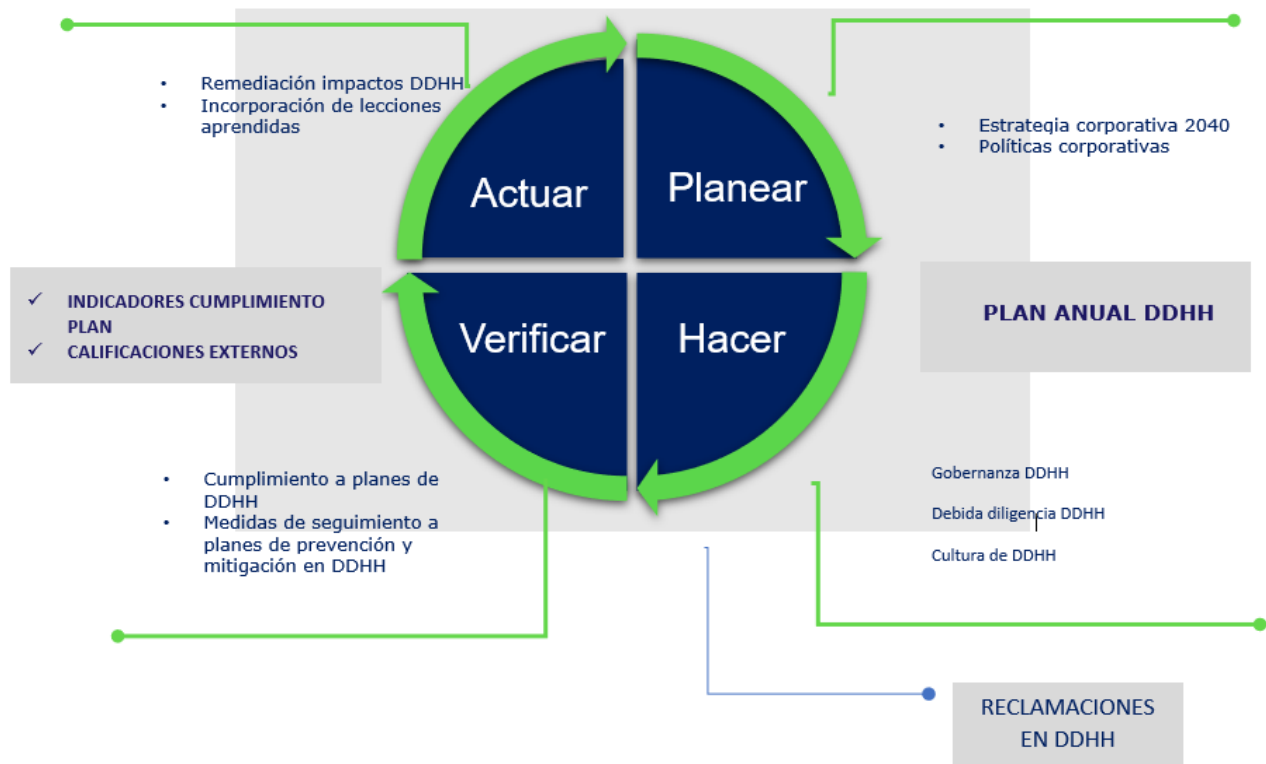 • Remediación impactos DDHH
• Incorporación de lecciones
aprendidas
• Estrategia corporativa 2040
• Políticas corporativas
Actuar
Planear
✓ INDICADORES CUMPLIMIENTO
PLAN
✓ CALIFICACIONES EXTERNOS
PLAN ANUAL DDHH
Verificar
Hacer
• Cumplimiento a planes de
DDHH
• Medidas de seguimiento a
planes de prevención y
mitigación en DDHH
Gobernanza DDHH
Debida diligencia DDHH
Cultura de DDHH
RECLAMACIONES
EN DDHH